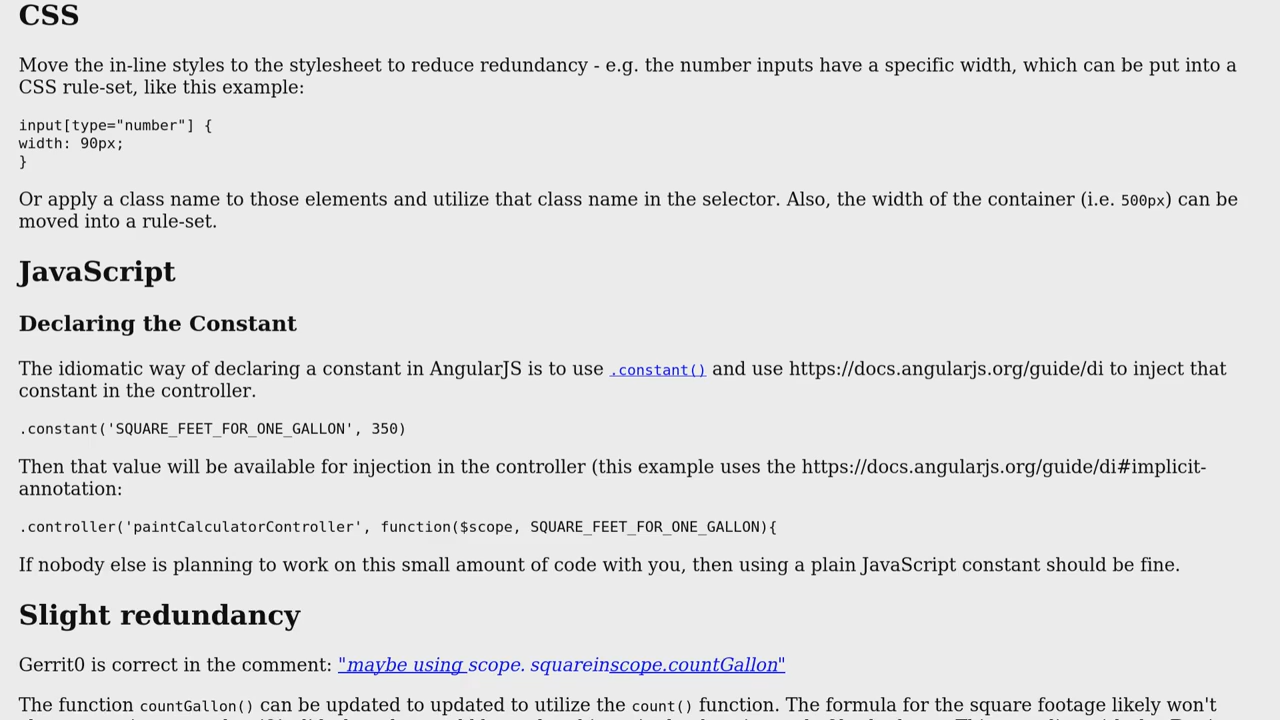 CSS
Move the in-line styles to the stylesheet to reduce redundancy - e.g. the number inputs have a specific width, which can be put into a
CSS rule-set, like this example:
input[type="number"] {
width: 90px;
}
Or apply a class name to those elements and utilize that class name in the selector. Also, the width of the container (i.e. 500px) can be
moved into a rule-set.
JavaScript
Declaring the Constant
The idiomatic way of declaring a constant in AngularJS is to use .constant() and use https://docs.angularjs.org/guide/di to inject that
constant in the controller.
.constant('SQUARE_FEET_FOR_ONE_GALLON', 350)
Then that value will be available for injection in the controller (this example uses the https://docs.angularjs.org/guide/di#implicit-
annotation:
.controller('paintCalculatorController', function($scope, SQUARE_FEET_FOR_ONE_GALLON){
If nobody else is planning to work on this small amount of code with you, then using a plain JavaScript constant should be fine.
Slight redundancy
Gerrit0 is correct in the comment: "maybe using scope. squareinscope.countGallon"
The function countGallon() can be updated to updated to utilize the count() function. The formula for the square footage likely won't